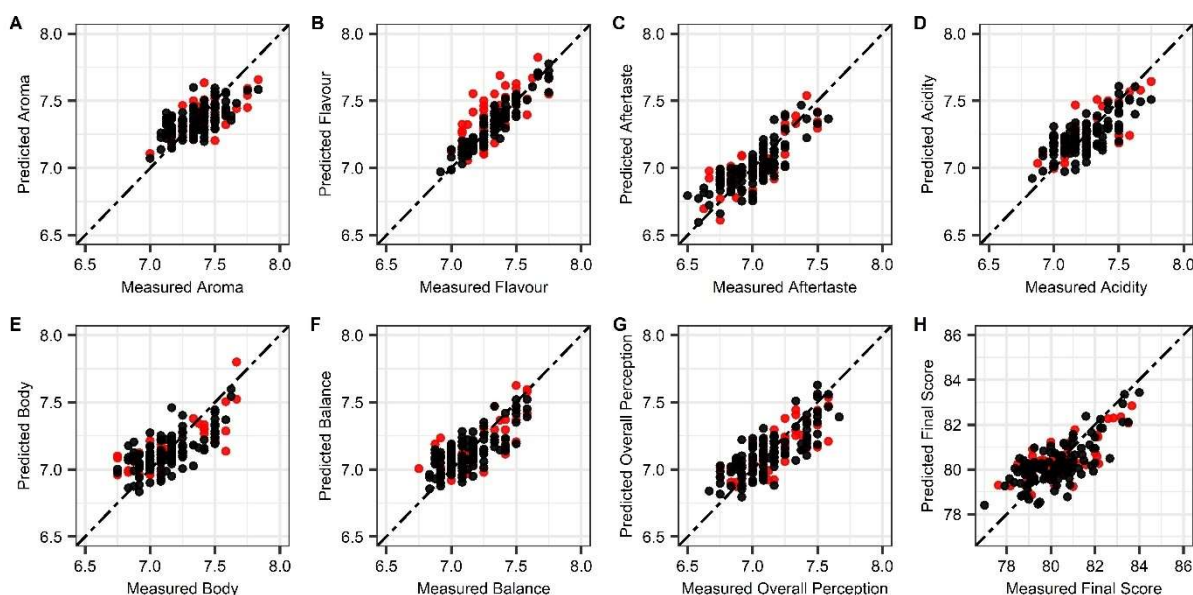 A
Predicted Aroma
8.0
7.5
7.0
6.5
6.5 7.0 7.5 8.0
Measured Aroma
B
Predicted Flavour
8.0
7.5
7.0
6.5
6.5 7.0 7.5 8.0
Measured Flavour
C
Predicted Aftertaste
8.0
7.5
7.0
6.5
6.5 7.0 7.5 8.0
Measured Aftertaste
D
Predicted Acidity
8.0
7.5
7.0
6.5
6.5 7.0 7.5 8.0
Measured Acidity
E
Predicted Body
8.0
7.5
7.0
6.5
6.5 7.0 7.5 8.0
Measured Body
F
Predicted Balance
8.0
7.5
7.0
6.5
6.5 7.0 7.5 8.0
Measured Balance
G
Predicted Overall Perception
8.0
7.5
7.0
6.5
6.5 7.0 7.5 8.0
Measured Overall Perception
H
Predicted Final Score
86
84
82
80
78
78 80 82 84 86
Measured Final Score